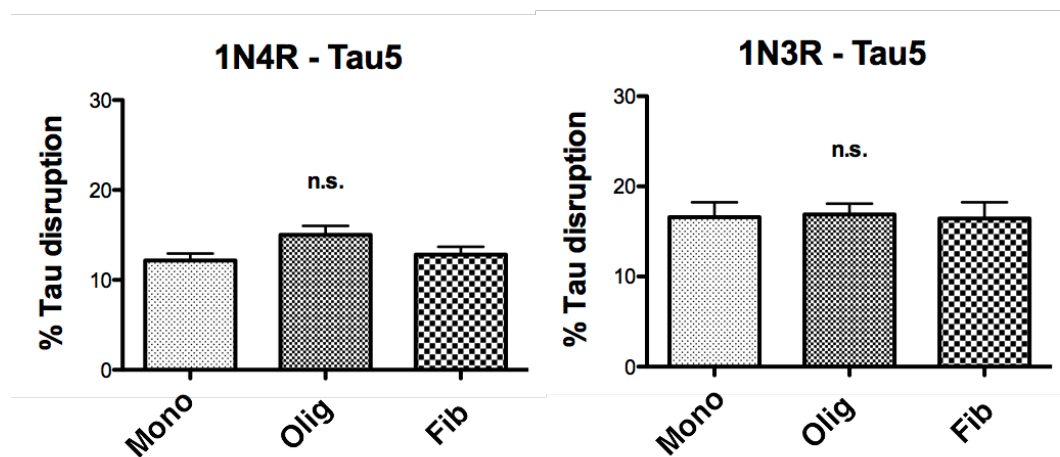 1N4R - Tau5
% Tau disruption
30
20
10
0
n.s.
Mono
Olig
Fib
1N3R - Tau5
% Tau disruption
30
20
10
0
n.s.
Mono
Olig
Fib